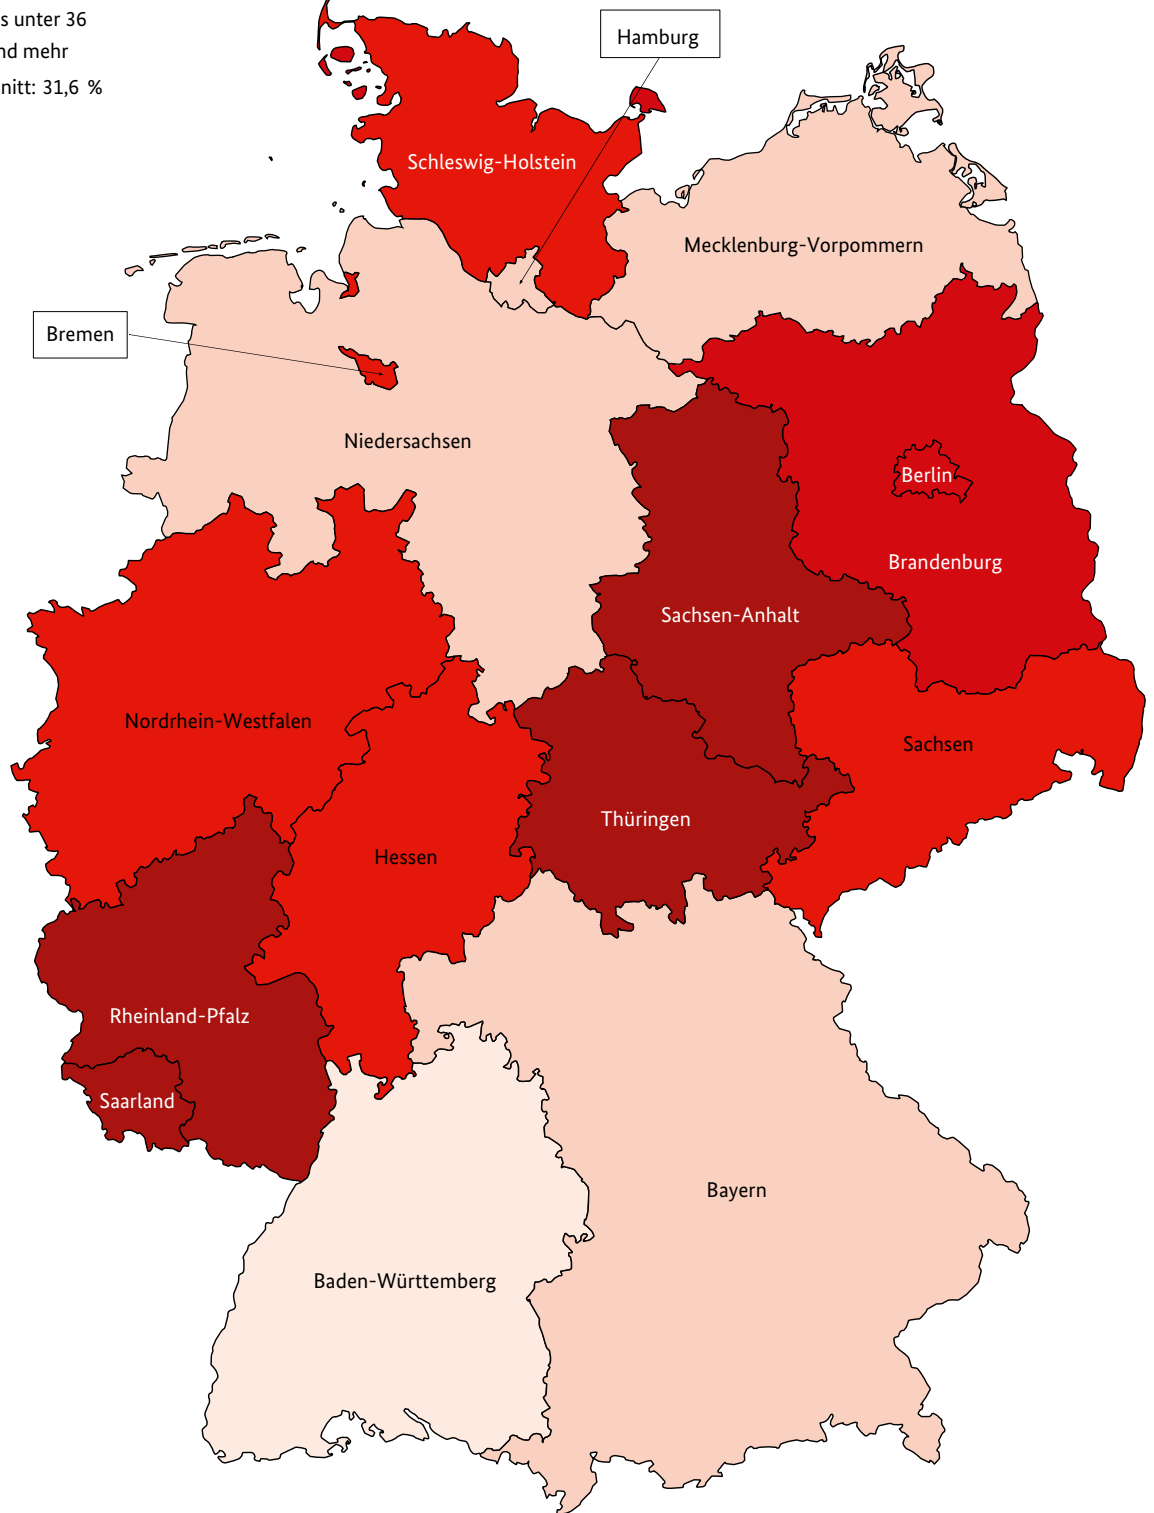 s unter 36
nd mehr
nitt: 31,6 %
Hamburg
Schleswig-Holstein
Mecklenburg-Vorpommern
Bremen
Niedersachsen
Berlin
Brandenburg
Sachsen-Anhalt
Nordrhein-Westfalen
Sachsen
Thüringen
Hessen
Rheinland-Pfalz
Saarland
Bayern
Baden-Württemberg